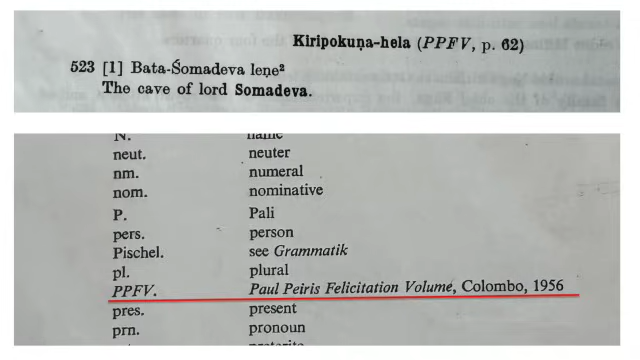 Kiripokuṇa-hela (PPFV, p. 62)
523 [1] Bata-Śomadeva leṇe²
The cave of lord Somadeva.
N. name
neut. neuter
nm. numeral
nom. nominative
P. Pali
pers. person
Pischel. see Grammatik
pl. plural
PPFV. Paul Peiris Felicitation Volume, Colombo, 1956
pres. present
prn. pronoun